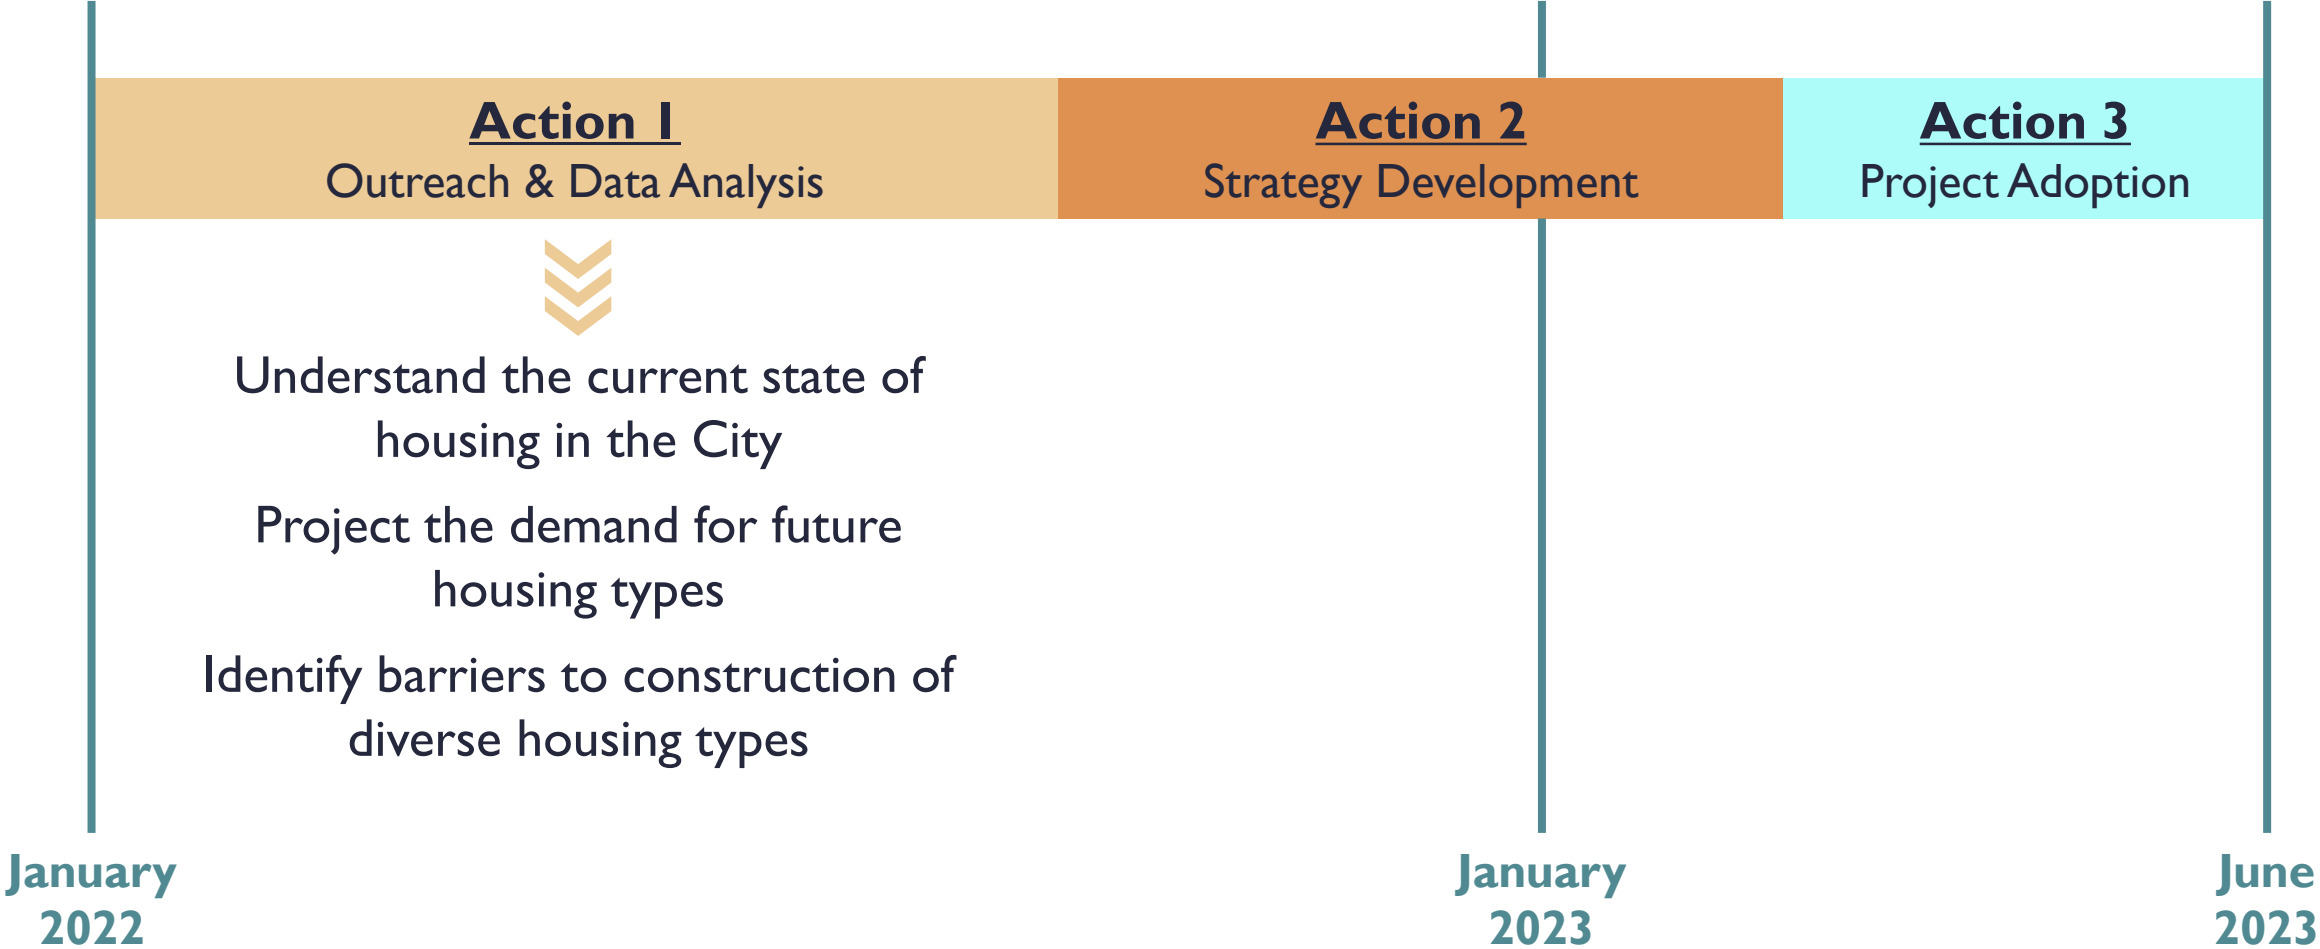 Action 1
Outreach & Data Analysis
Action 2
Strategy Development
Action 3
Project Adoption
Understand the current state of
housing in the City
Project the demand for future
housing types
Identify barriers to construction of
diverse housing types
January
2022
January
2023
June
2023